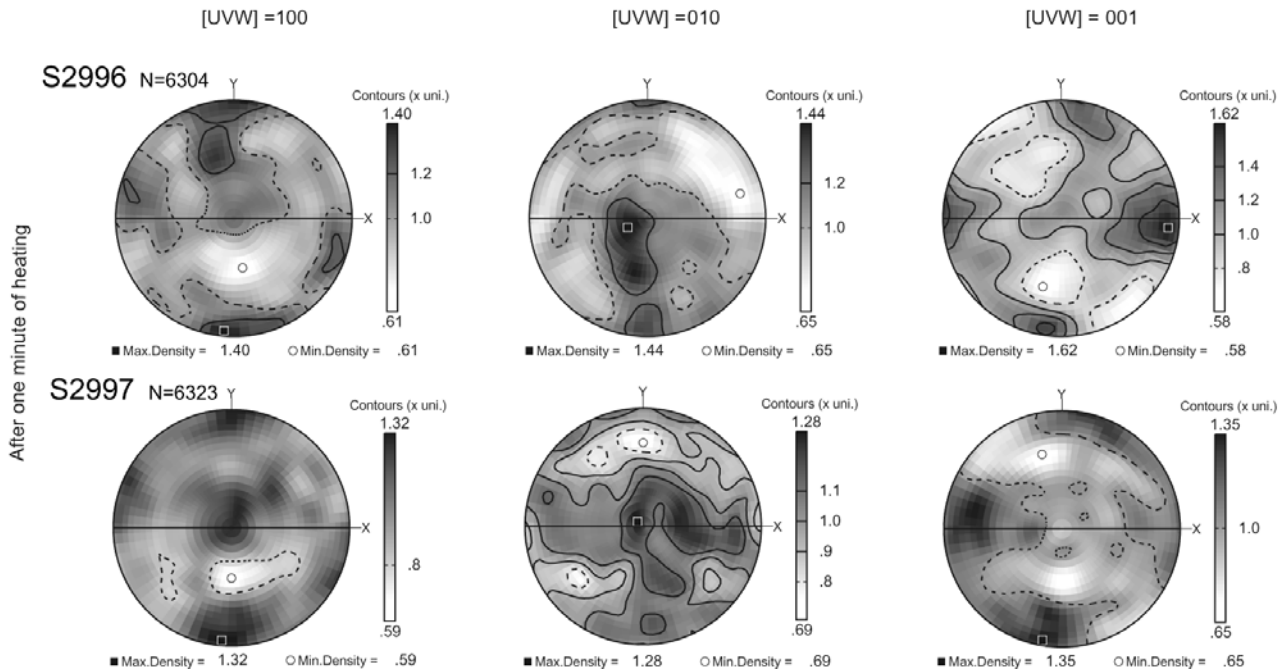 [UVW] =100 [UVW] =010 [UVW] = 001
After one minute of heating
S2996 N=6304
Y
X
Contours (x uni.)
1.40
1.2
1.0
.61
■ Max.Density = 1.40 ○ Min.Density = .61
Y
X
Contours (x uni.)
1.44
1.2
1.0
.65
■ Max.Density = 1.44 ○ Min.Density = .65
Y
X
Contours (x uni.)
1.62
1.4
1.2
1.0
.8
.58
■ Max.Density = 1.62 ○ Min.Density = .58
S2997 N=6323
Y
X
Contours (x uni.)
1.32
.8
.59
■ Max.Density = 1.32 ○ Min.Density = .59
Y
X
Contours (x uni.)
1.28
1.1
1.0
.9
.8
.69
■ Max.Density = 1.28 ○ Min.Density = .69
Y
X
Contours (x uni.)
1.35
1.0
.65
■ Max.Density = 1.35 ○ Min.Density = .65